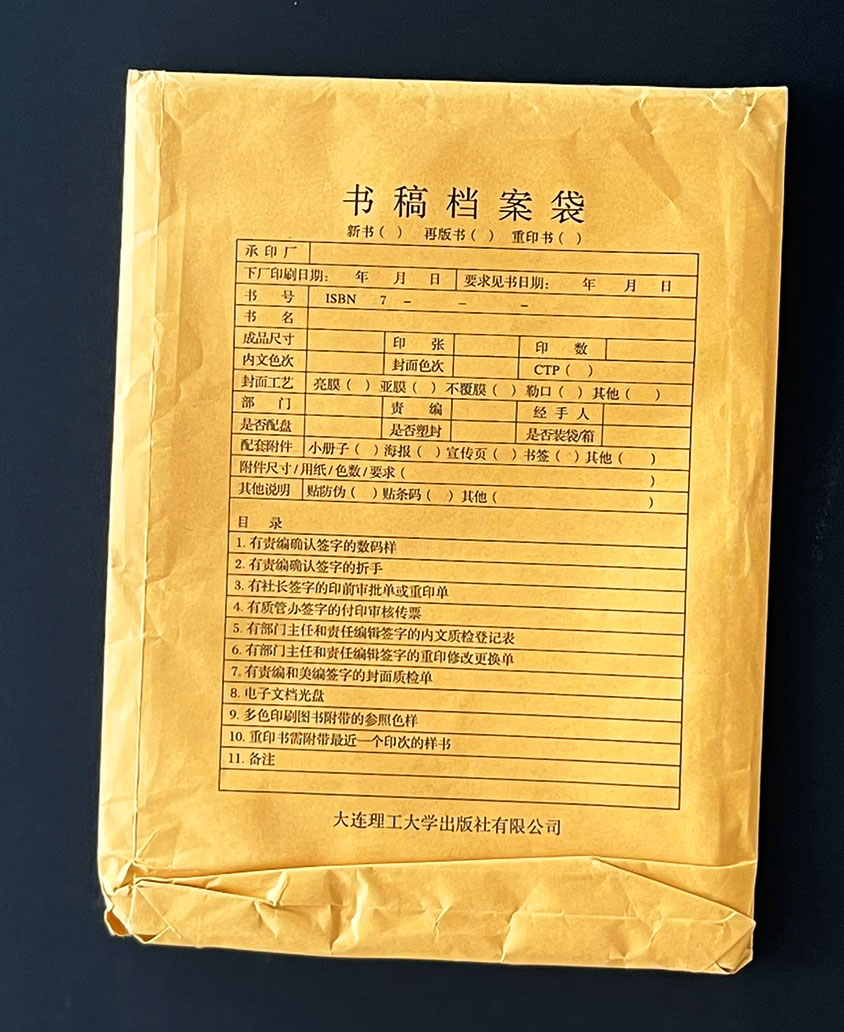 书稿档案袋
新书（ ） 再版书（ ） 重印书（ ）
承印厂
下厂印刷日期： 年 月 日 要求见书日期： 年 月 日
书 号 ISBN 7 － － －
书 名
成品尺寸 印 张 印 数
内文色次 封面色次 CTP（ ）
封面工艺 亮膜（ ）亚膜（ ）不覆膜（ ）勒口（ ）其他（ ）
部 门 责 编 经手人
是否配盘 是否塑封 是否装袋/箱
配套附件 小册子（ ）海报（ ）宣传页（ ）书签（ ）其他（ ）
附件尺寸/用纸/色数/要求（ ）
其他说明 贴防伪（ ）贴条码（ ）其他（ ）
目 录
1. 有责编确认签字的数码样
2. 有责编确认签字的折手
3. 有社长签字的印前审批单或重印单
4. 有质管办签字的付印审核传票
5. 有部门主任和责任编辑签字的内文质检登记表
6. 有部门主任和责任编辑签字的重印修改更换单
7. 有责编和美编签字的封面质检单
8. 电子文档光盘
9. 多色印刷图书附带的参照色样
10. 重印书需附带最近一个印次的样书
11. 备注
大连理工大学出版社有限公司